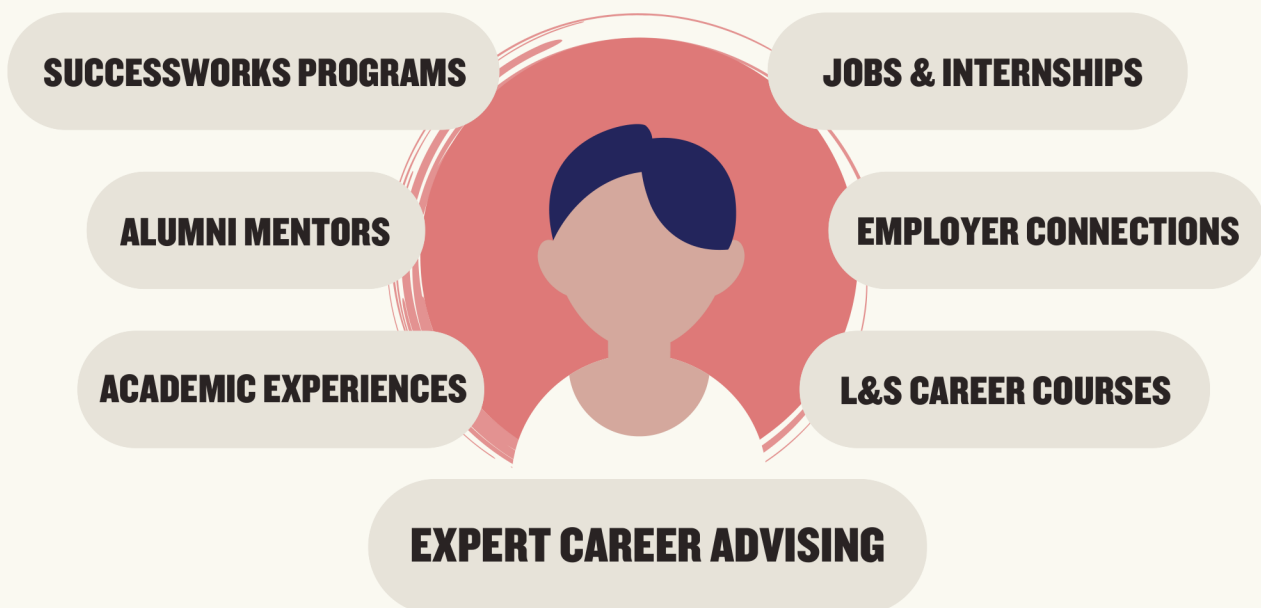 SUCCESSWORKS PROGRAMS
JOBS & INTERNSHIPS
ALUMNI MENTORS
EMPLOYER CONNECTIONS
ACADEMIC EXPERIENCES
L&S CAREER COURSES
EXPERT CAREER ADVISING